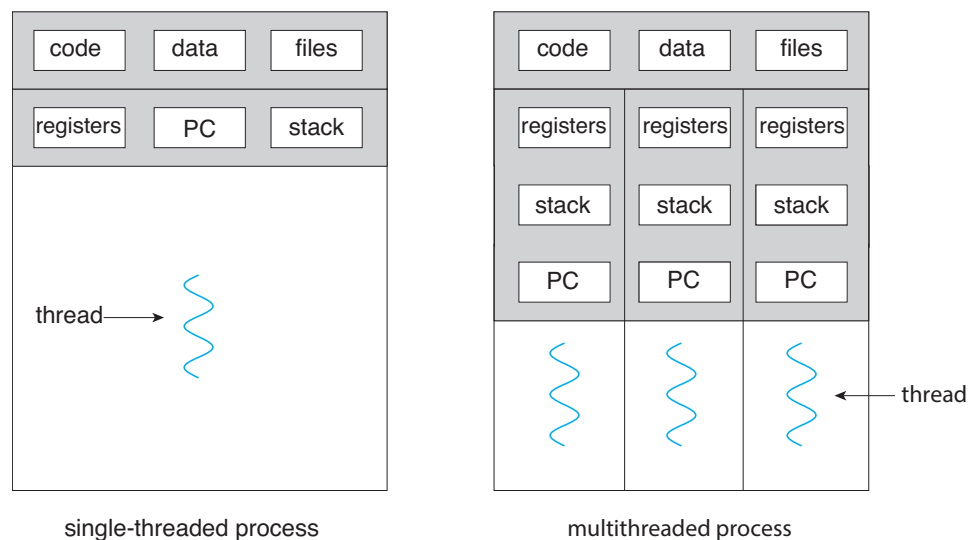 code data files
registers PC stack
thread
single-threaded process
code data files
registers registers registers
stack stack stack
PC PC PC
thread
multithreaded process